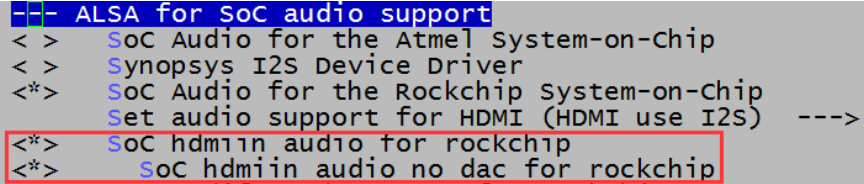 --- ALSA for SoC audio support
< > SoC Audio for the Atmel System-on-Chip
< > Synopsys I2S Device Driver
<*> SoC Audio for the Rockchip System-on-Chip
Set audio support for HDMI (HDMI use I2S) --->
<*> SoC hdmiin audio for rockchip
<*> SoC hdmiin audio no dac for rockchip